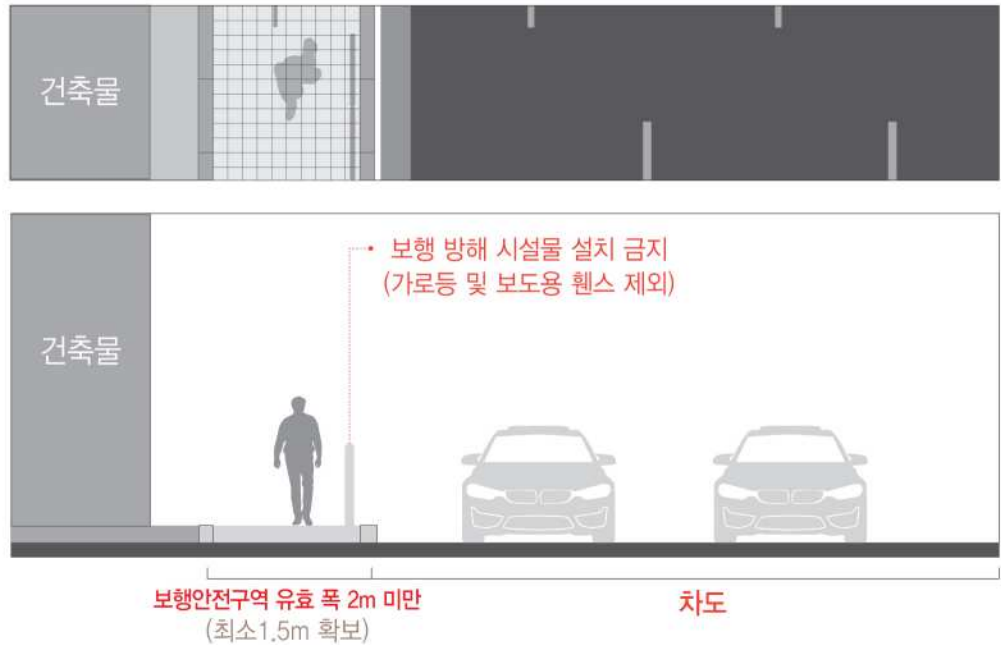 건축물
보행 방해 시설물 설치 금지
(가로등 및 보도용 휀스 제외)
건축물
보행안전구역 유효 폭 2m 미만
(최소1.5m 확보)
차도